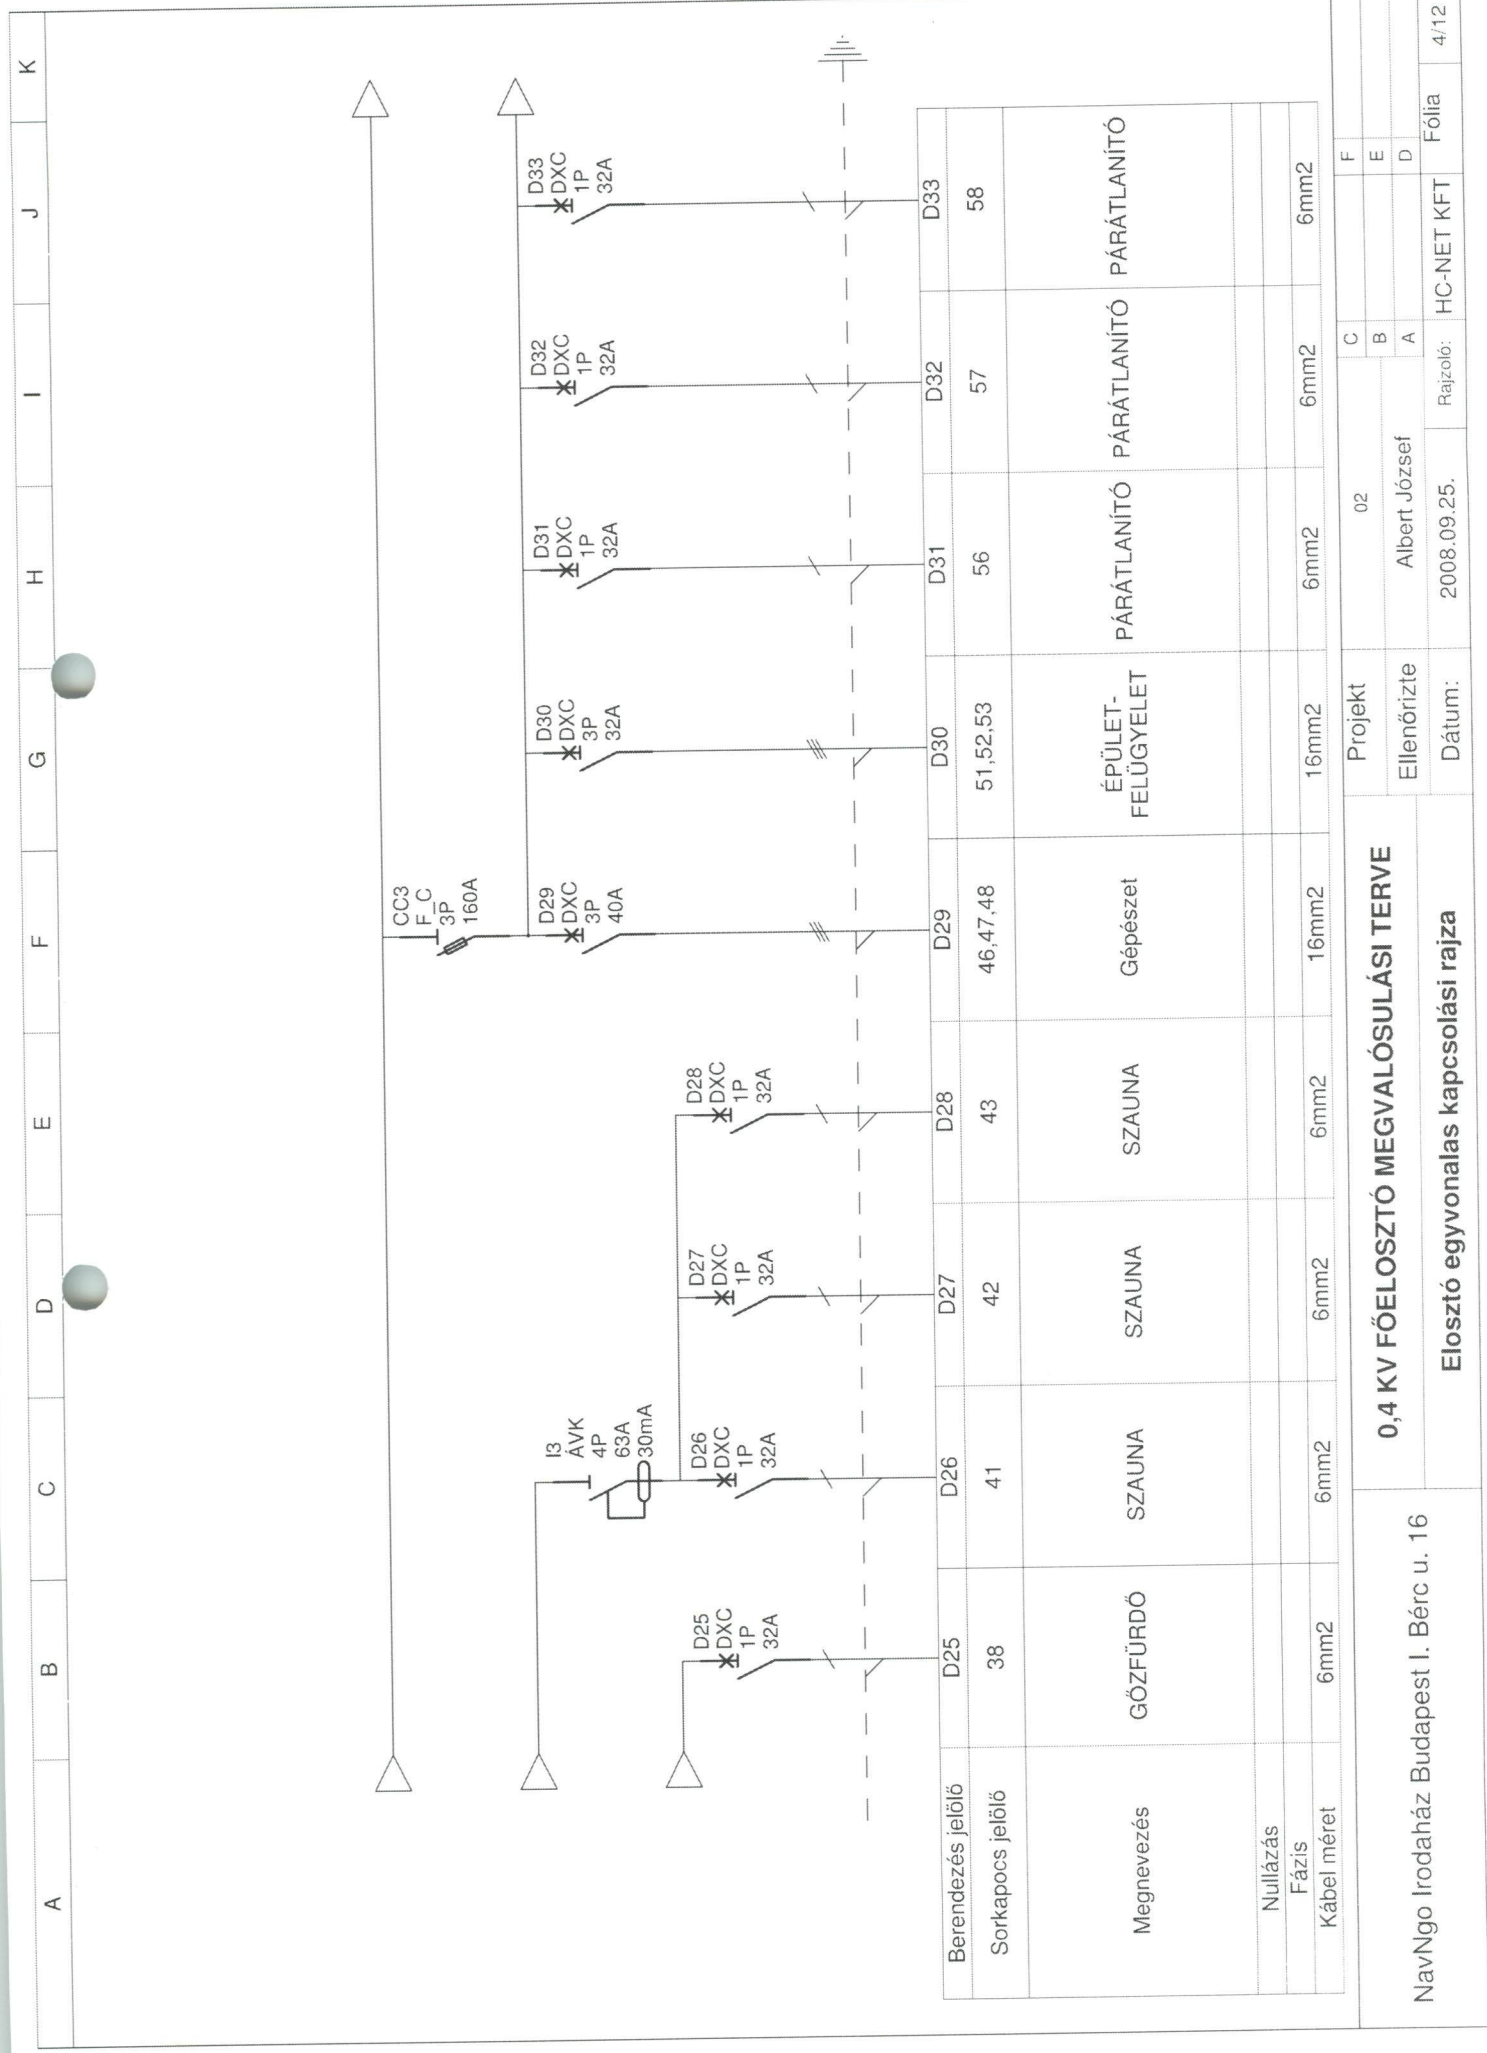 A B C D E F G H I J K
CC3
F_C
3P
160A
I3
ÁVK
4P
63A
30mA
D25
DXC
1P
32A
D26
DXC
1P
32A
D27
DXC
1P
32A
D28
DXC
1P
32A
D29
DXC
3P
40A
D30
DXC
3P
32A
D31
DXC
1P
32A
D32
DXC
1P
32A
D33
DXC
1P
32A
Berendezés jelölő D25 D26 D27 D28 D29 D30 D31 D32 D33
Sorkapocs jelölő 38 41 42 43 46,47,48 51,52,53 56 57 58
Megnevezés GŐZFÜRDŐ SZAUNA SZAUNA SZAUNA Gépészet ÉPÜLET-
FELÜGYELET PÁRÁTLANÍTÓ PÁRÁTLANÍTÓ PÁRÁTLANÍTÓ
Nullázás
Fázis
Kábel méret 6mm2 6mm2 6mm2 6mm2 16mm2 16mm2 6mm2 6mm2 6mm2
NavNgo Irodaház Budapest I. Bérc u. 16
0,4 KV FŐELOSZTÓ MEGVALÓSULÁSI TERVE
Elosztó egyvonalas kapcsolási rajza
Projekt 02 C F
B E
Ellenőrizte Albert József A D
Dátum: 2008.09.25. Rajzoló: HC-NET KFT Fólia 4/12